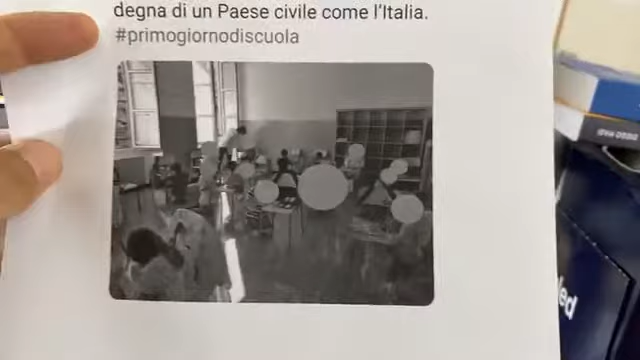 degna di un Paese civile come l'Italia.
#primogiornodiscuola